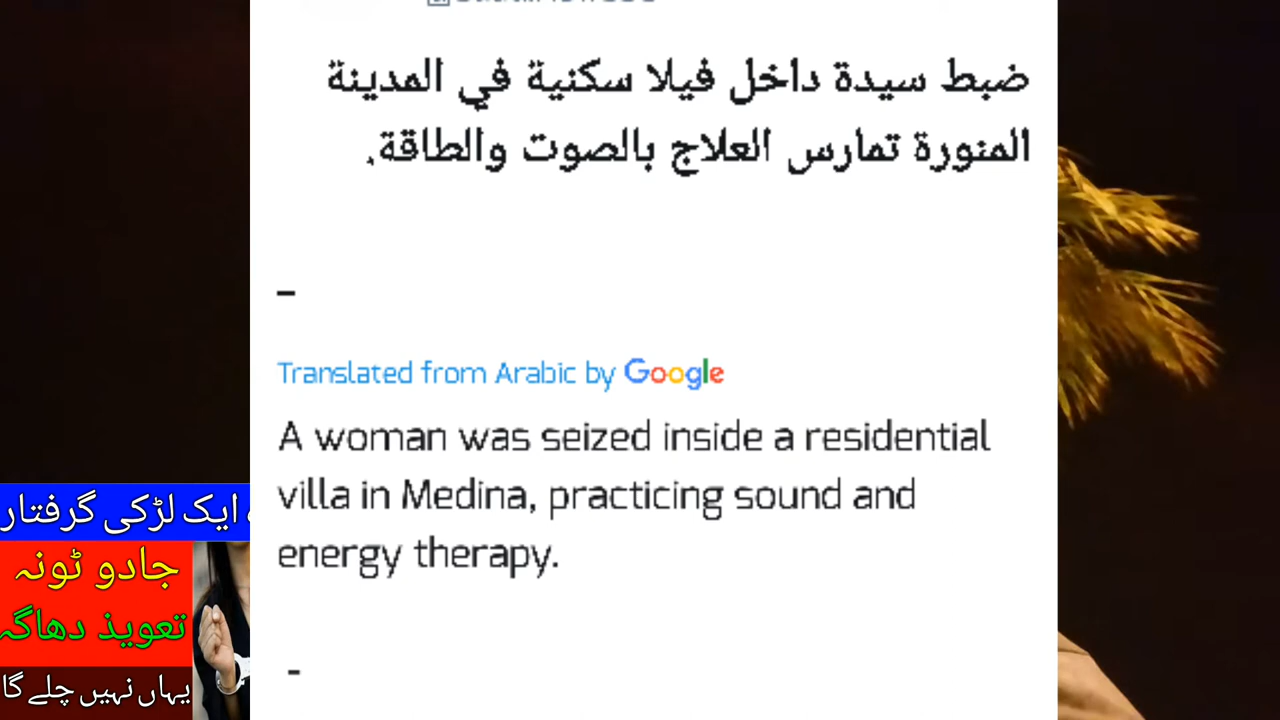 ضبط سيدة داخل فيلا سكنية في المدينة
المنورة تمارس العلاج بالصوت والطاقة.
–
Translated from Arabic by Google
A woman was seized inside a residential
villa in Medina, practicing sound and
energy therapy.
-
ایک لڑکی گرفتار
جادو ٹونہ
تعویذ دھاگہ
یہاں نہیں چلے گا